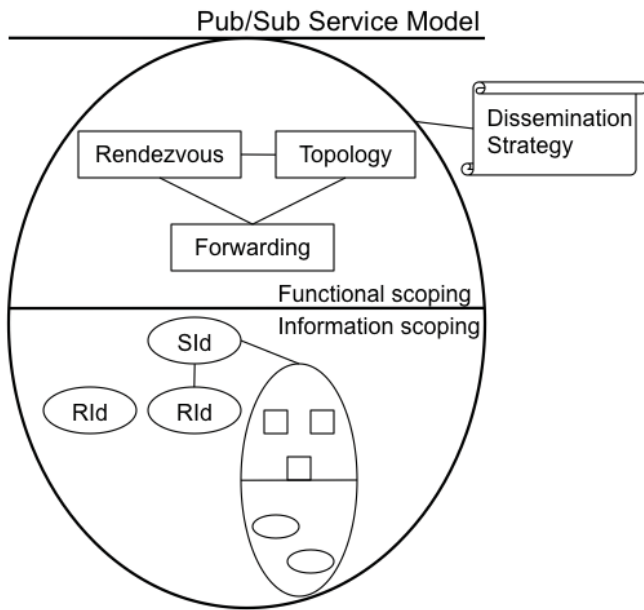 Pub/Sub Service Model
Dissemination
Strategy
Rendezvous
Topology
Forwarding
Functional scoping
Information scoping
SId
RId
RId